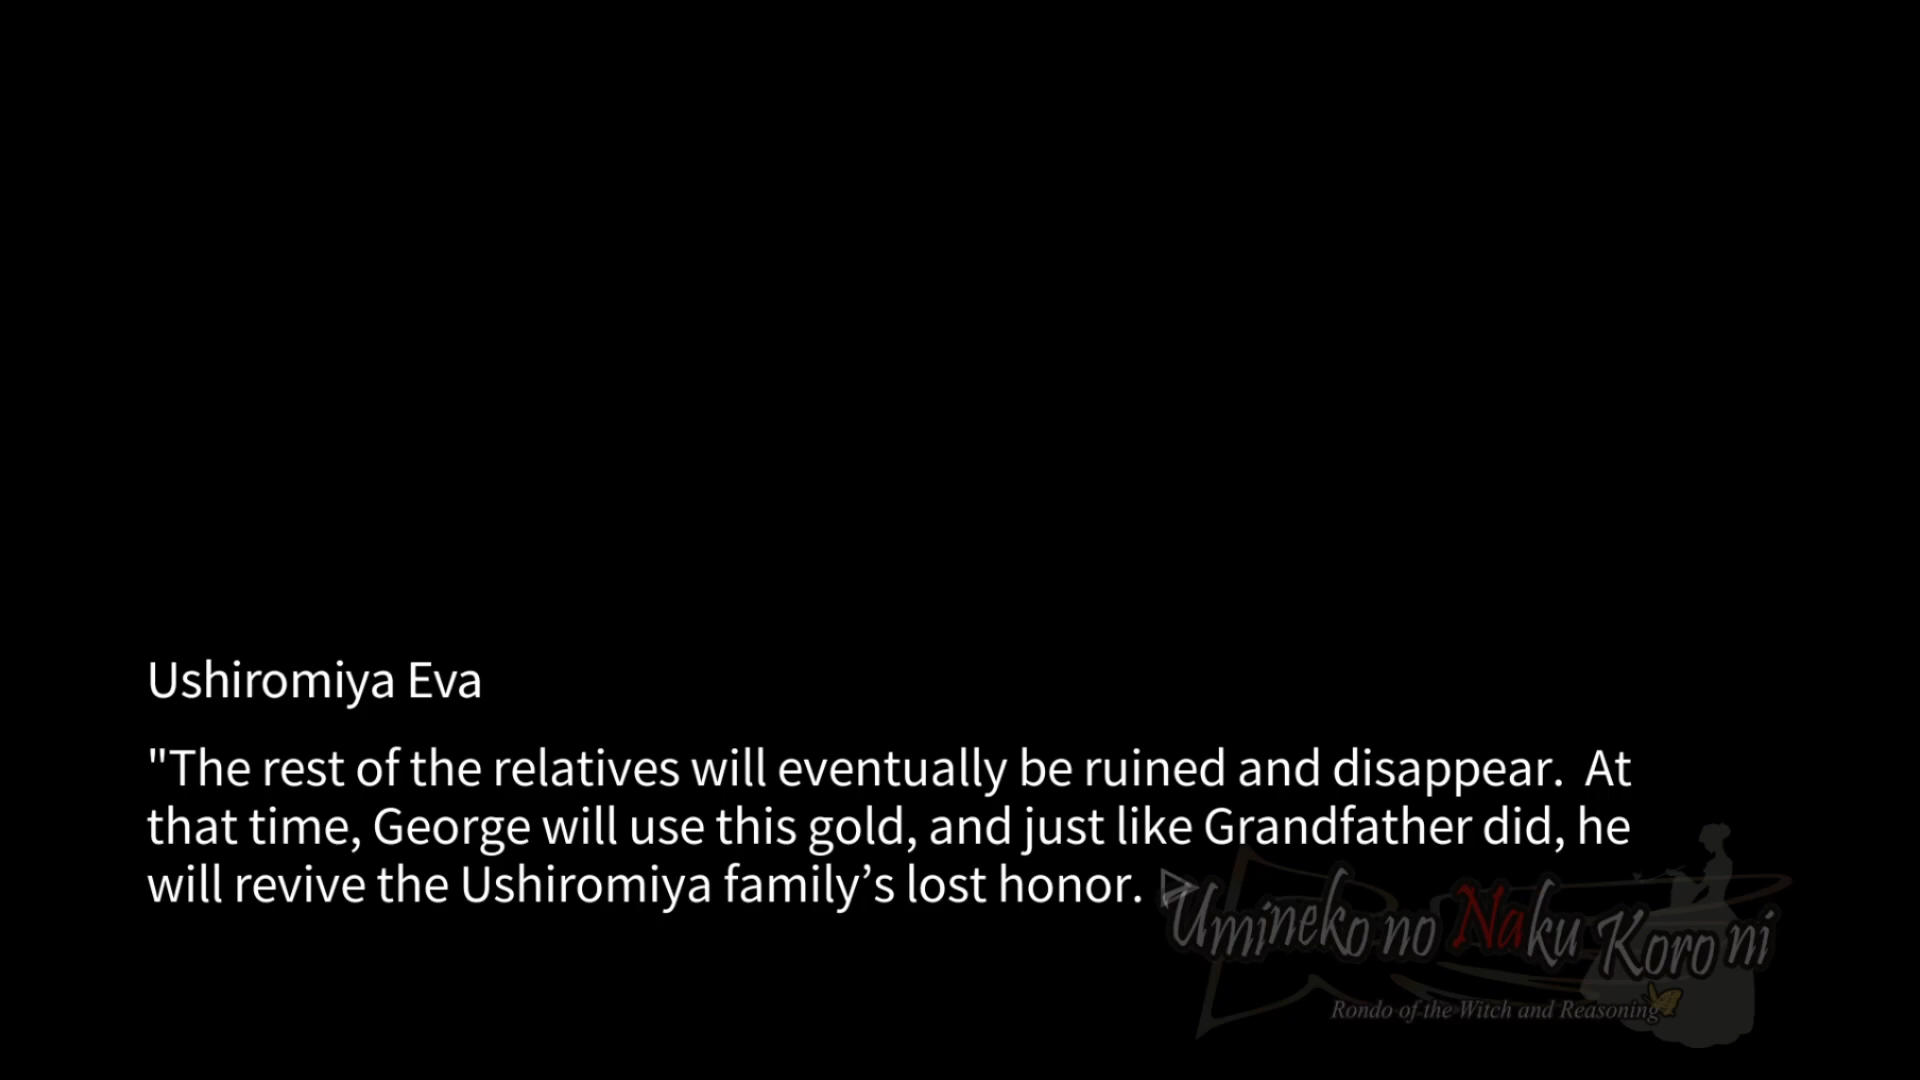 Ushiromiya Eva
"The rest of the relatives will eventually be ruined and disappear.  At
that time, George will use this gold, and just like Grandfather did, he
will revive the Ushiromiya family’s lost honor.
Umineko no Naku Koro ni
Rondo of the Witch and Reasoning